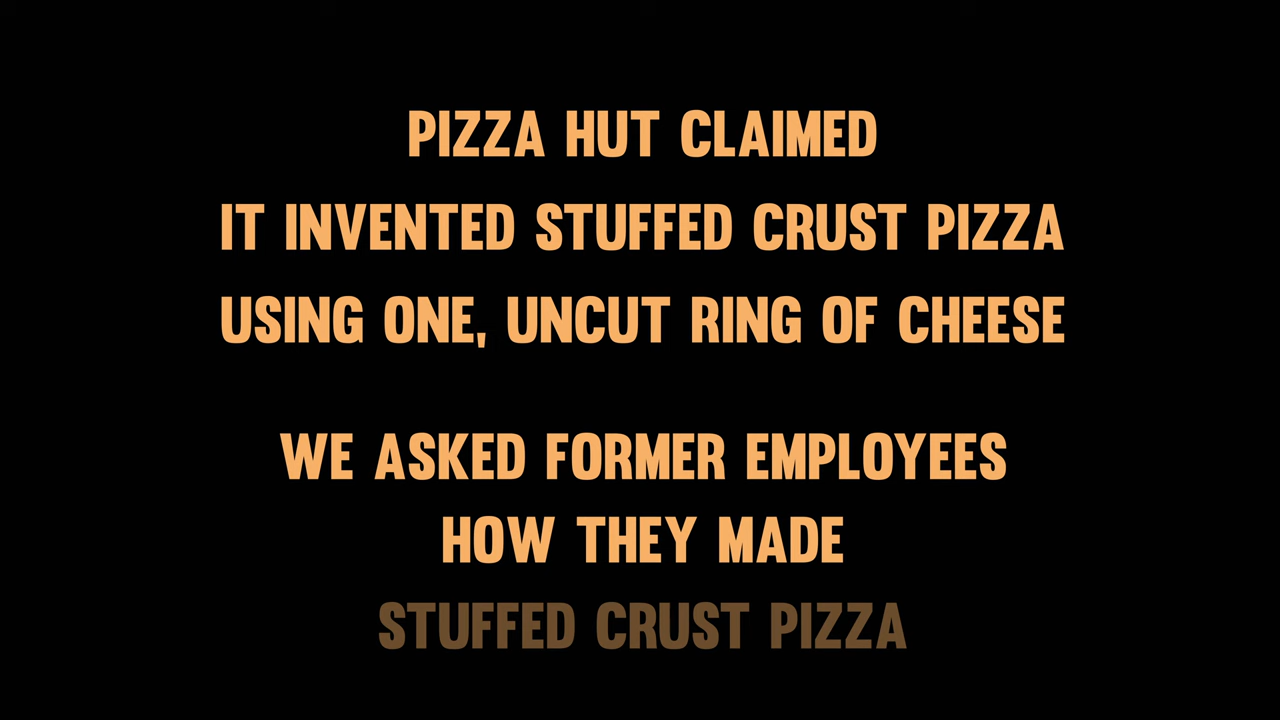 PIZZA HUT CLAIMED
IT INVENTED STUFFED CRUST PIZZA
USING ONE, UNCUT RING OF CHEESE
WE ASKED FORMER EMPLOYEES
HOW THEY MADE
STUFFED CRUST PIZZA